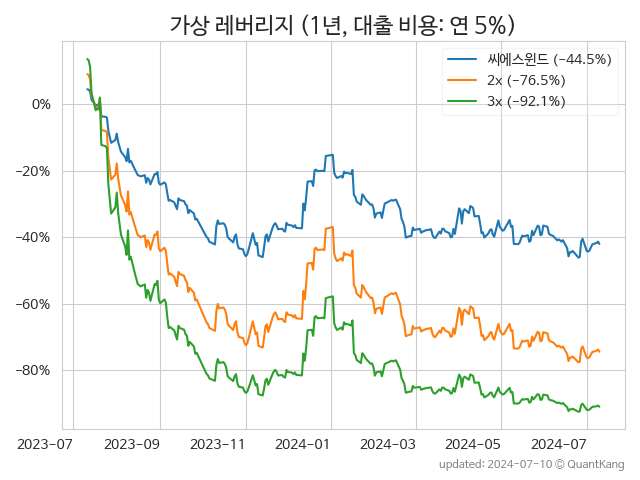 가상 레버리지 (1년, 대출 비용: 연 5%)
씨에스윈드 (−44.5%)
2x (−76.5%)
3x (−92.1%)
0%
−20%
−40%
−60%
−80%
2023-07
2023-09
2023-11
2024-01
2024-03
2024-05
2024-07
updated: 2024-07-10 © QuantKang